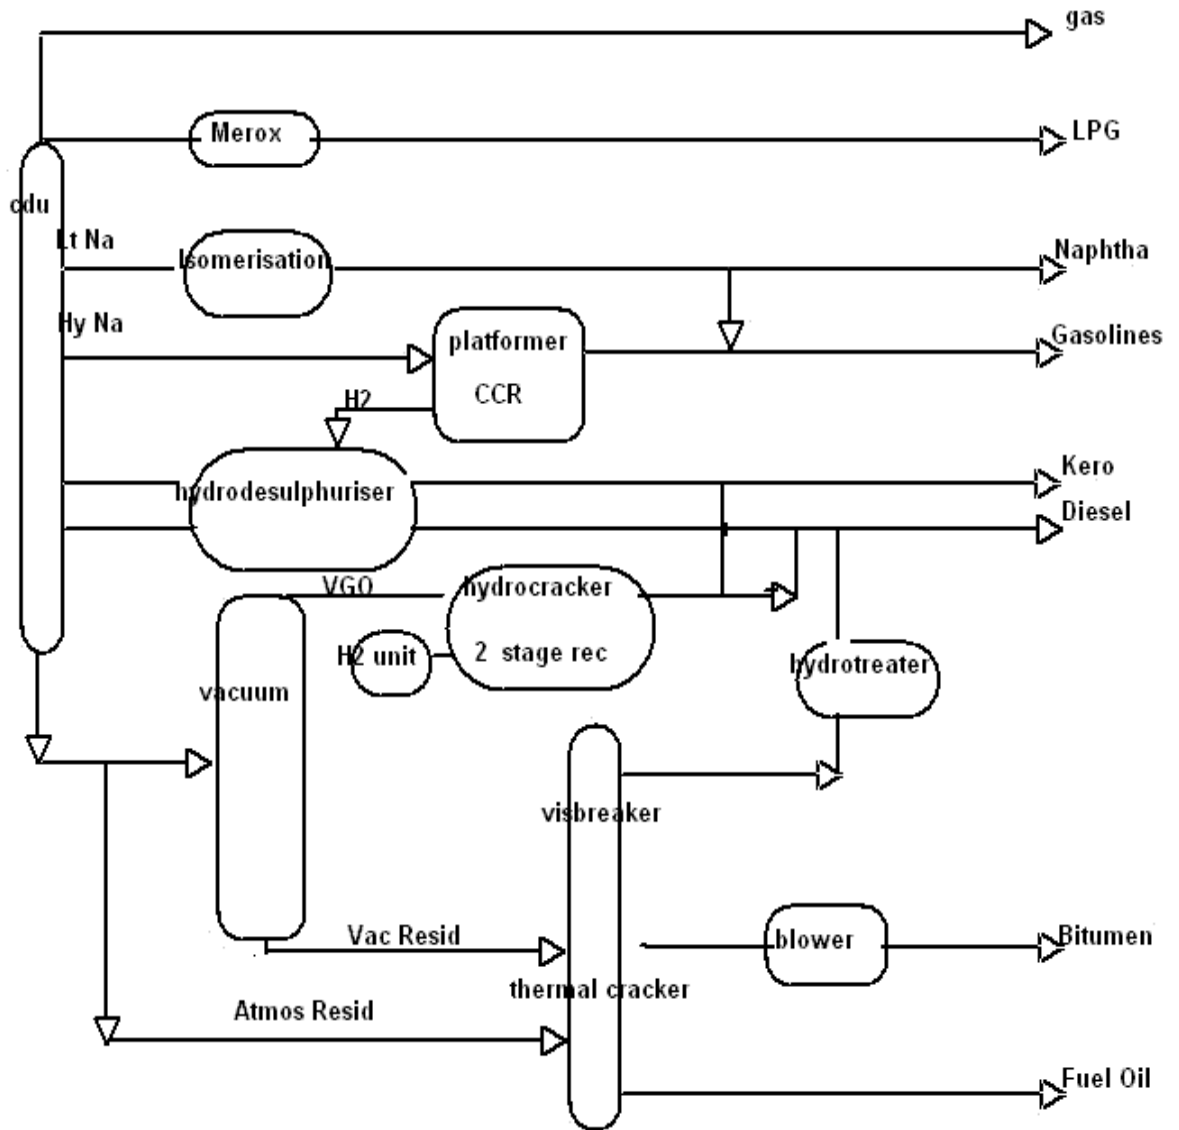 gas
Merox
LPG
cdu
Lt Na
Isomerisation
Naphtha
Hy Na
platformer
CCR
Gasolines
H2
hydrodesulphuriser
Kero
Diesel
VGO
hydrocracker
2 stage rec
H2 unit
hydrotreater
vacuum
visbreaker
Vac Resid
blower
Bitumen
thermal cracker
Atmos Resid
Fuel Oil